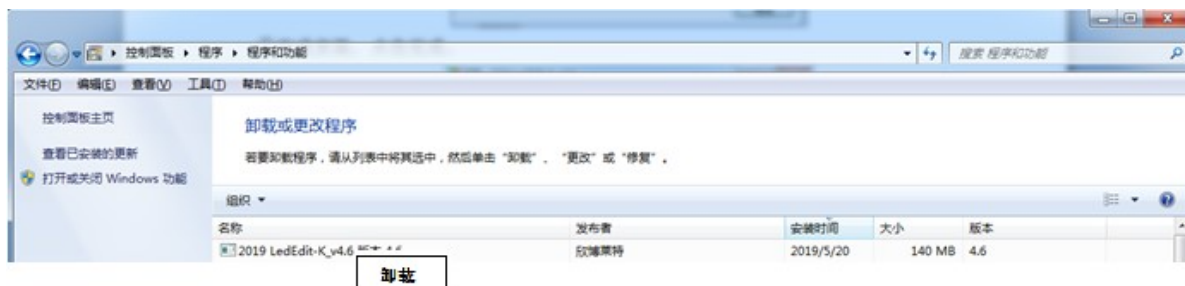 控制面板 ▸ 程序 ▸ 程序和功能
搜索 程序和功能
文件(F) 编辑(E) 查看(V) 工具(T) 帮助(H)
控制面板主页
查看已安装的更新
打开或关闭 Windows 功能
卸载或更改程序
若要卸载程序，请从列表中将其选中，然后单击“卸载”、“更改”或“修复”。
组织
名称 发布者 安装时间 大小 版本
2019 LedEdit-K_v4.6 欣煒莱特 2019/5/20 140 MB 4.6
卸载